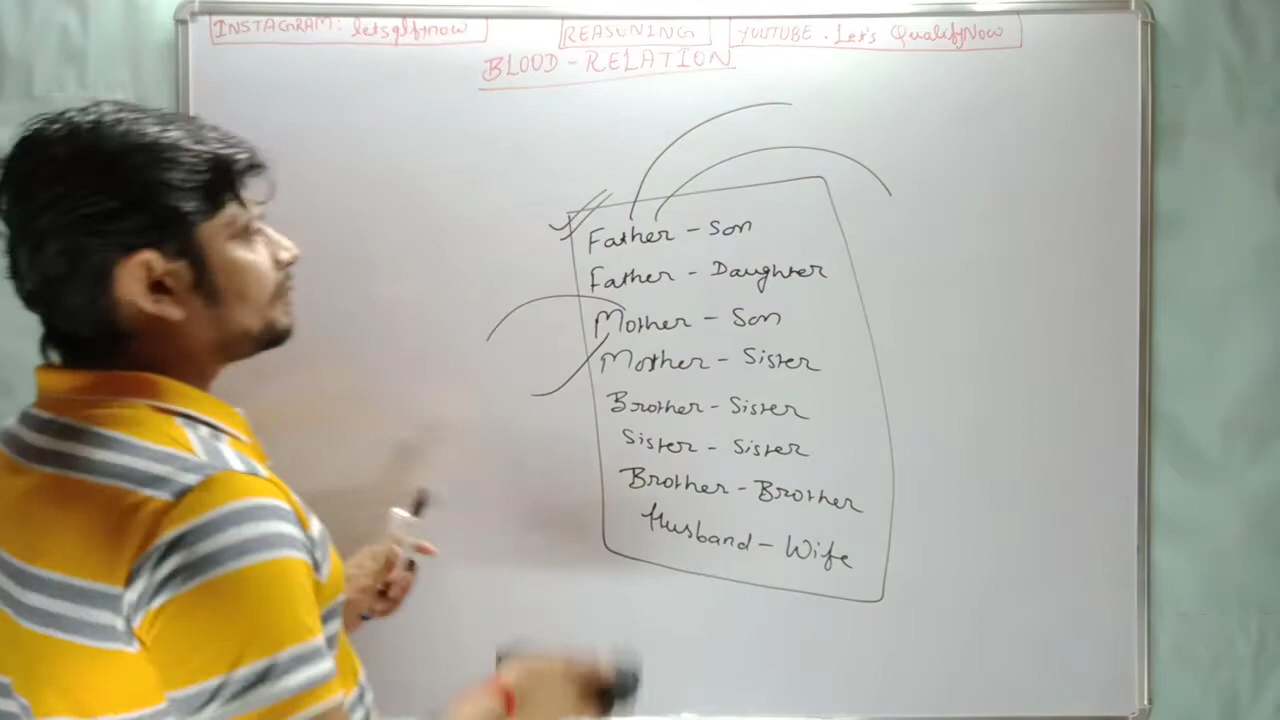 INSTAGRAM: letsqlfynow
REASONING
YOUTUBE. Let's QualifyNow
BLOOD-RELATION
Father - Son
Father - Daughter
Mother - Son
Mother - Sister
Brother - Sister
Sister - Sister
Brother - Brother
Husband - Wife